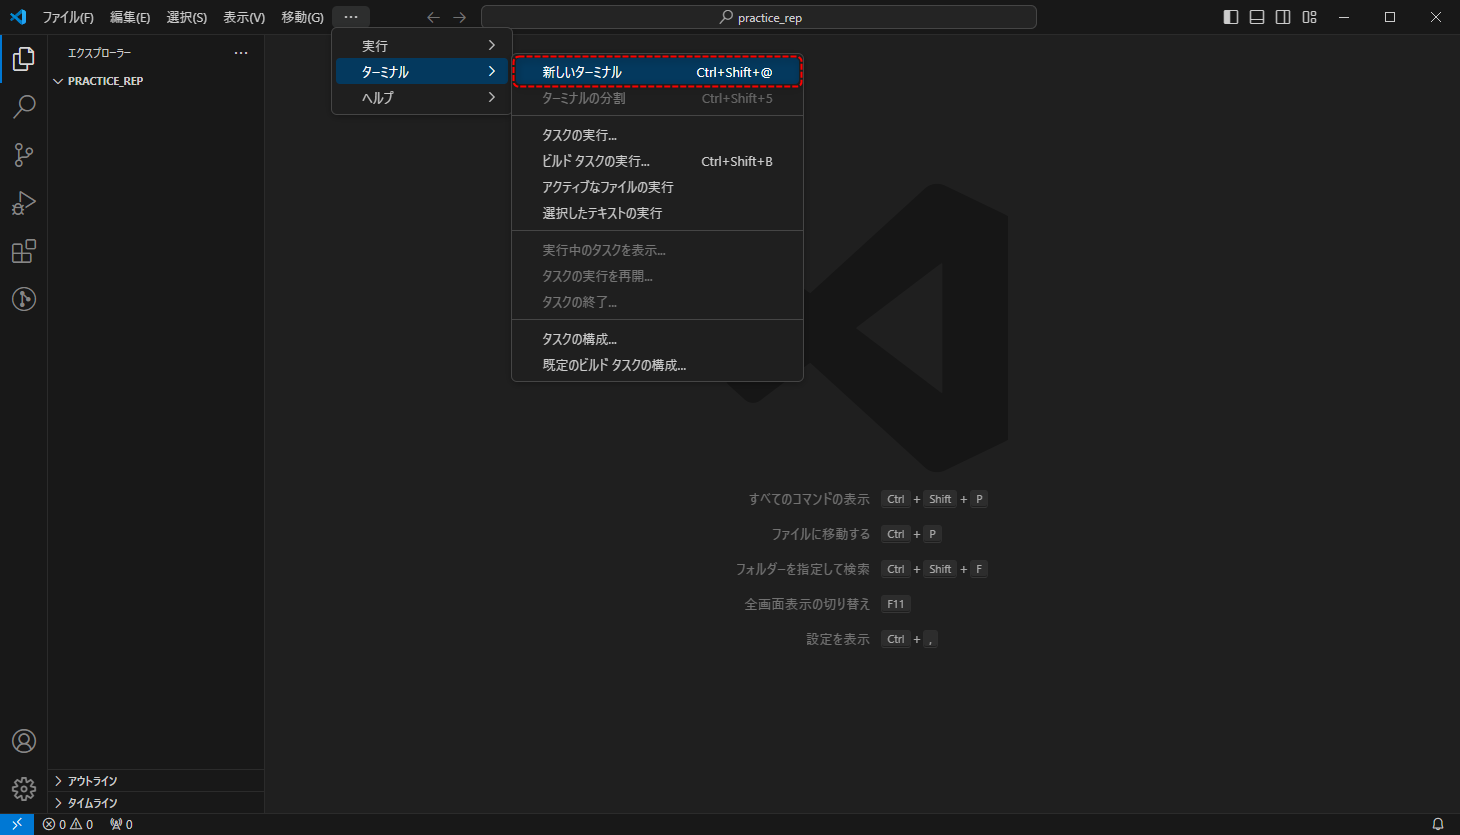 ファイル(F) 編集(E) 選択(S) 表示(V) 移動(G) ... practice_rep
エクスプローラー ...
PRACTICE_REP
実行
ターミナル
ヘルプ
新しいターミナル Ctrl+Shift+@
ターミナルの分割 Ctrl+Shift+5
タスクの実行...
ビルド タスクの実行... Ctrl+Shift+B
アクティブなファイルの実行
選択したテキストの実行
実行中のタスクを表示...
タスクの実行を再開...
タスクの終了...
タスクの構成...
既定のビルド タスクの構成...
すべてのコマンドの表示 Ctrl + Shift + P
ファイルに移動する Ctrl + P
フォルダーを指定して検索 Ctrl + Shift + F
全画面表示の切り替え F11
設定を表示 Ctrl + ,
アウトライン
タイムライン
0 0 0